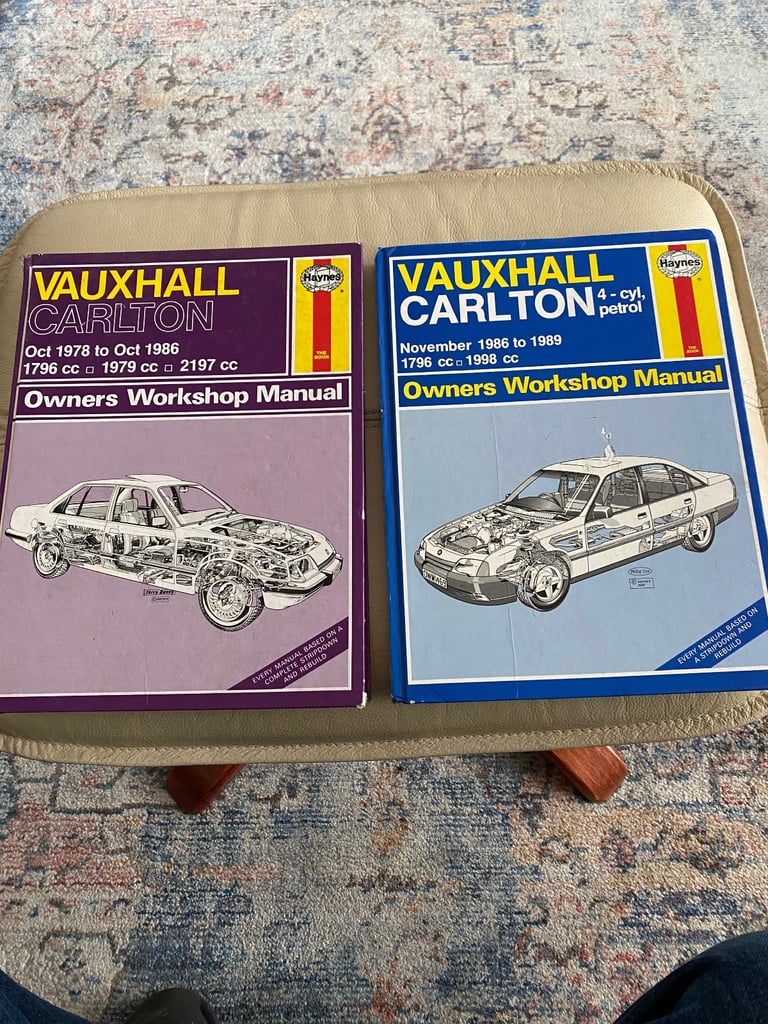 VAUXHALL
CARLTON
Oct 1978 to Oct 1986
1796 cc □ 1979 cc □ 2197 cc
Haynes
THE
BOOK
Owners Workshop Manual
Terry Davey
EVERY MANUAL BASED ON A
COMPLETE STRIPDOWN
AND REBUILD
VAUXHALL
CARLTON 4-cyl,
petrol
November 1986 to 1989
1796 cc □ 1998 cc
Haynes
THE
BOOK
Owners Workshop Manual
EVERY MANUAL BASED ON
A STRIPDOWN AND
REBUILD